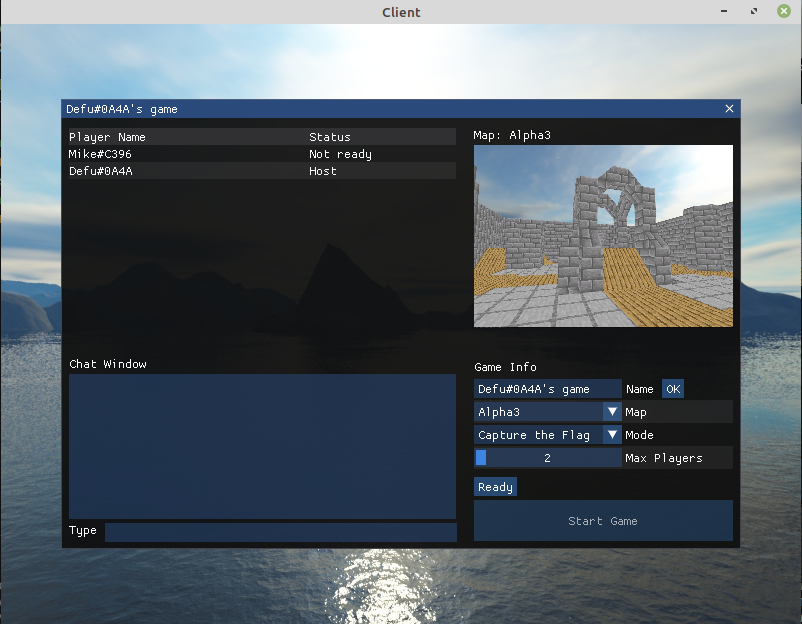 Client
Defu#0A4A's game
Player Name Status
Mike#C396 Not ready
Defu#0A4A Host
Map: Alpha3
Chat Window
Type
Game Info
Defu#0A4A's game Name OK
Alpha3 Map
Capture the Flag Mode
2 Max Players
Ready
Start Game